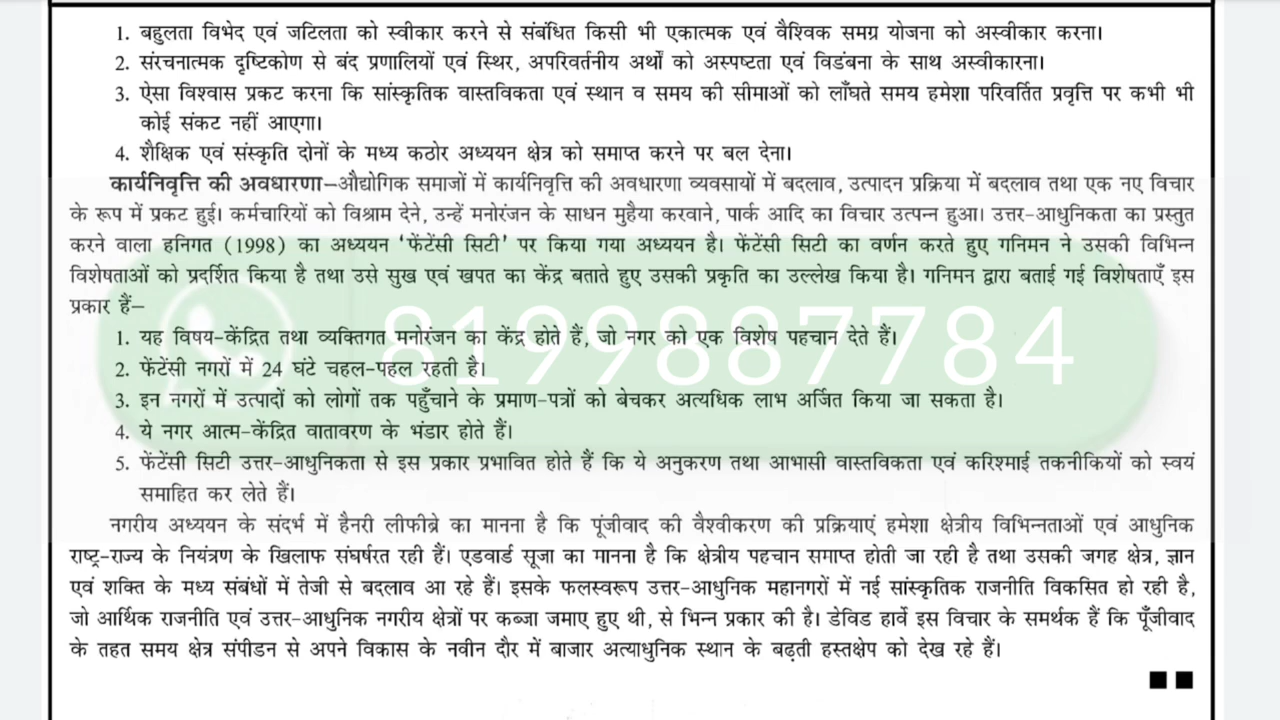 1. बहुलता विभेद एवं जटिलता को स्वीकार करने से संबंधित किसी भी एकात्मक एवं वैश्विक समग्र योजना को अस्वीकार करना।
2. संरचनात्मक दृष्टिकोण से बंद प्रणालियों एवं स्थिर, अपरिवर्तनीय अर्थों को अस्पष्टता एवं विडंबना के साथ अस्वीकारना।
3. ऐसा विश्वास प्रकट करना कि सांस्कृतिक वास्तविकता एवं स्थान व समय की सीमाओं को लाँघते समय हमेशा परिवर्तित प्रवृत्ति पर कभी भी
कोई संकट नहीं आएगा।
4. शैक्षिक एवं संस्कृति दोनों के मध्य कठोर अध्ययन क्षेत्र को समाप्त करने पर बल देना।
कार्यनिवृत्ति की अवधारणा–औद्योगिक समाजों में कार्यनिवृत्ति की अवधारणा व्यवसायों में बदलाव, उत्पादन प्रक्रिया में बदलाव तथा एक नए विचार
के रूप में प्रकट हुई। कर्मचारियों को विश्राम देने, उन्हें मनोरंजन के साधन मुहैया करवाने, पार्क आदि का विचार उत्पन्न हुआ। उत्तर-आधुनिकता का प्रस्तुत
करने वाला हनिगत (1998) का अध्ययन 'फेंटेंसी सिटी' पर किया गया अध्ययन है। फेंटेंसी सिटी का वर्णन करते हुए गनिमन ने उसकी विभिन्न
विशेषताओं को प्रदर्शित किया है तथा उसे सुख एवं खपत का केंद्र बताते हुए उसकी प्रकृति का उल्लेख किया है। गनिमन द्वारा बताई गई विशेषताएँ इस
प्रकार हैं–
1. यह विषय-केंद्रित तथा व्यक्तिगत मनोरंजन का केंद्र होते हैं, जो नगर को एक विशेष पहचान देते हैं।
8199887784
2. फेंटेंसी नगरों में 24 घंटे चहल-पहल रहती है।
3. इन नगरों में उत्पादों को लोगों तक पहुँचाने के प्रमाण-पत्रों को बेचकर अत्यधिक लाभ अर्जित किया जा सकता है।
4. ये नगर आत्म-केंद्रित वातावरण के भंडार होते हैं।
5. फेंटेंसी सिटी उत्तर-आधुनिकता से इस प्रकार प्रभावित होते हैं कि ये अनुकरण तथा आभासी वास्तविकता एवं करिश्माई तकनीकियों को स्वयं
समाहित कर लेते हैं।
नगरीय अध्ययन के संदर्भ में हैनरी लीफीब्रे का मानना है कि पूंजीवाद की वैश्वीकरण की प्रक्रियाएं हमेशा क्षेत्रीय विभिन्नताओं एवं आधुनिक
राष्ट्र-राज्य के नियंत्रण के खिलाफ संघर्षरत रही हैं। एडवार्ड सूजा का मानना है कि क्षेत्रीय पहचान समाप्त होती जा रही है तथा उसकी जगह क्षेत्र, ज्ञान
एवं शक्ति के मध्य संबंधों में तेजी से बदलाव आ रहे हैं। इसके फलस्वरूप उत्तर-आधुनिक महानगरों में नई सांस्कृतिक राजनीति विकसित हो रही है,
जो आर्थिक राजनीति एवं उत्तर-आधुनिक नगरीय क्षेत्रों पर कब्जा जमाए हुए थी, से भिन्न प्रकार की है। डेविड हार्वे इस विचार के समर्थक हैं कि पूँजीवाद
के तहत समय क्षेत्र संपीडन से अपने विकास के नवीन दौर में बाजार अत्याधुनिक स्थान के बढ़ती हस्तक्षेप को देख रहे हैं।